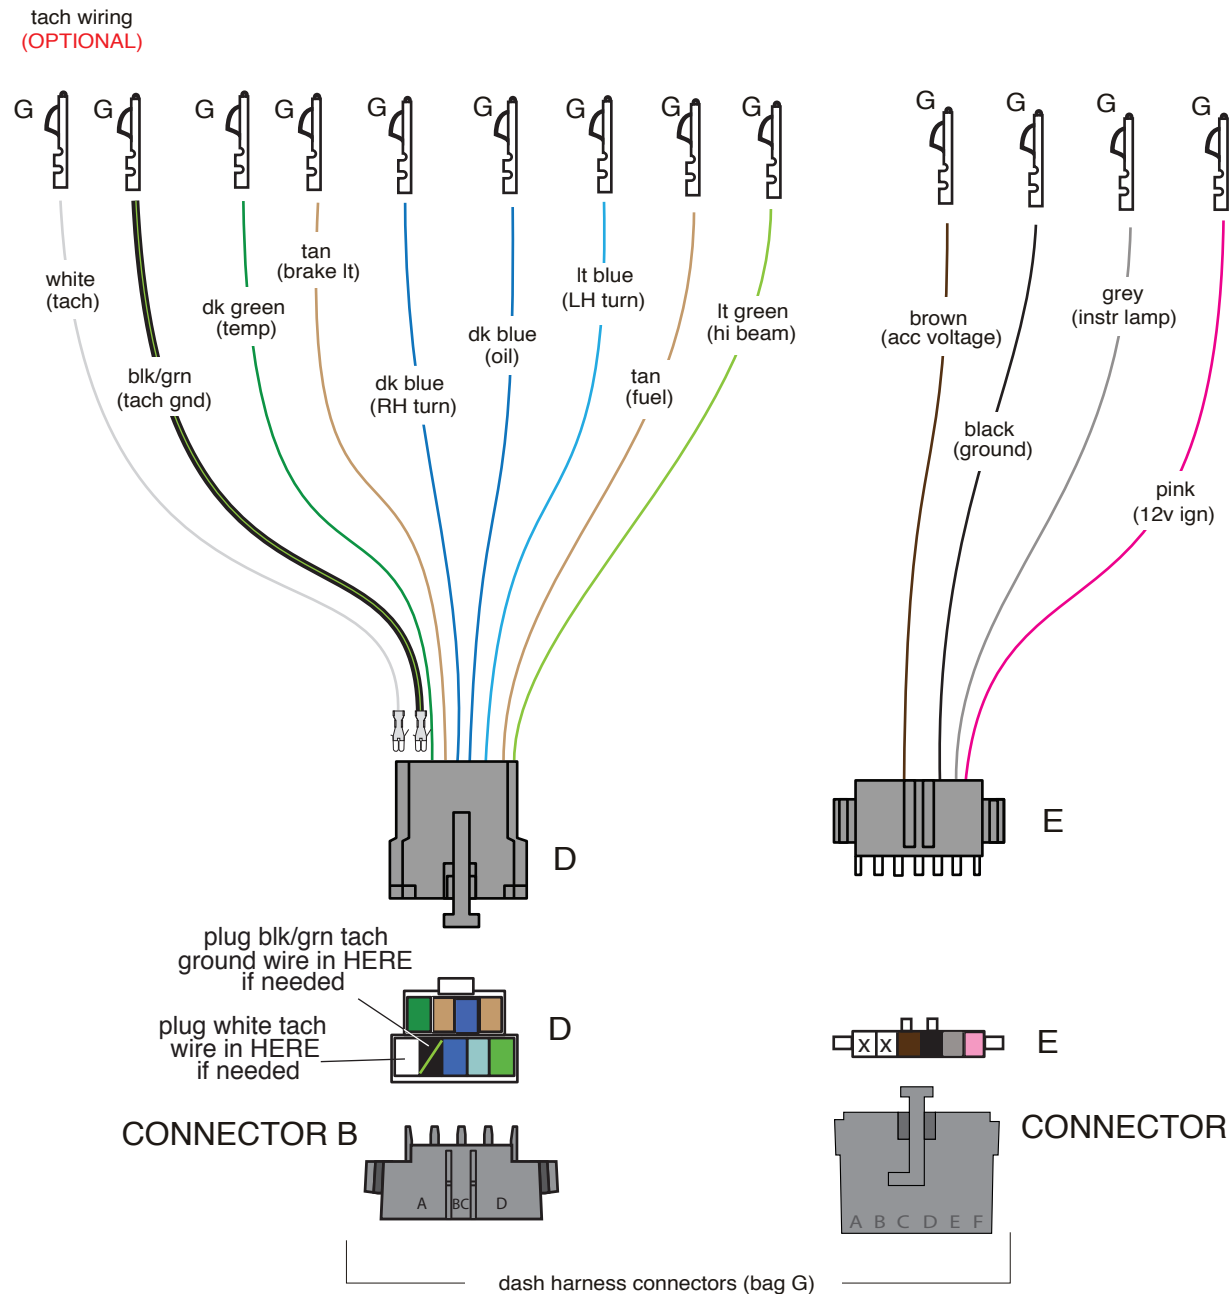 tach wiring
(OPTIONAL)
G G G G G G G G G G G G G
white
(tach)
blk/grn
(tach gnd)
dk green
(temp)
tan
(brake lt)
dk blue
(RH turn)
dk blue
(oil)
lt blue
(LH turn)
tan
(fuel)
lt green
(hi beam)
brown
(acc voltage)
black
(ground)
grey
(instr lamp)
pink
(12v ign)
D
E
plug blk/grn tach
ground wire in HERE
if needed
plug white tach
wire in HERE
if needed
D
X X
E
CONNECTOR B
A BC D
CONNECTOR
A B C D E F
dash harness connectors (bag G)